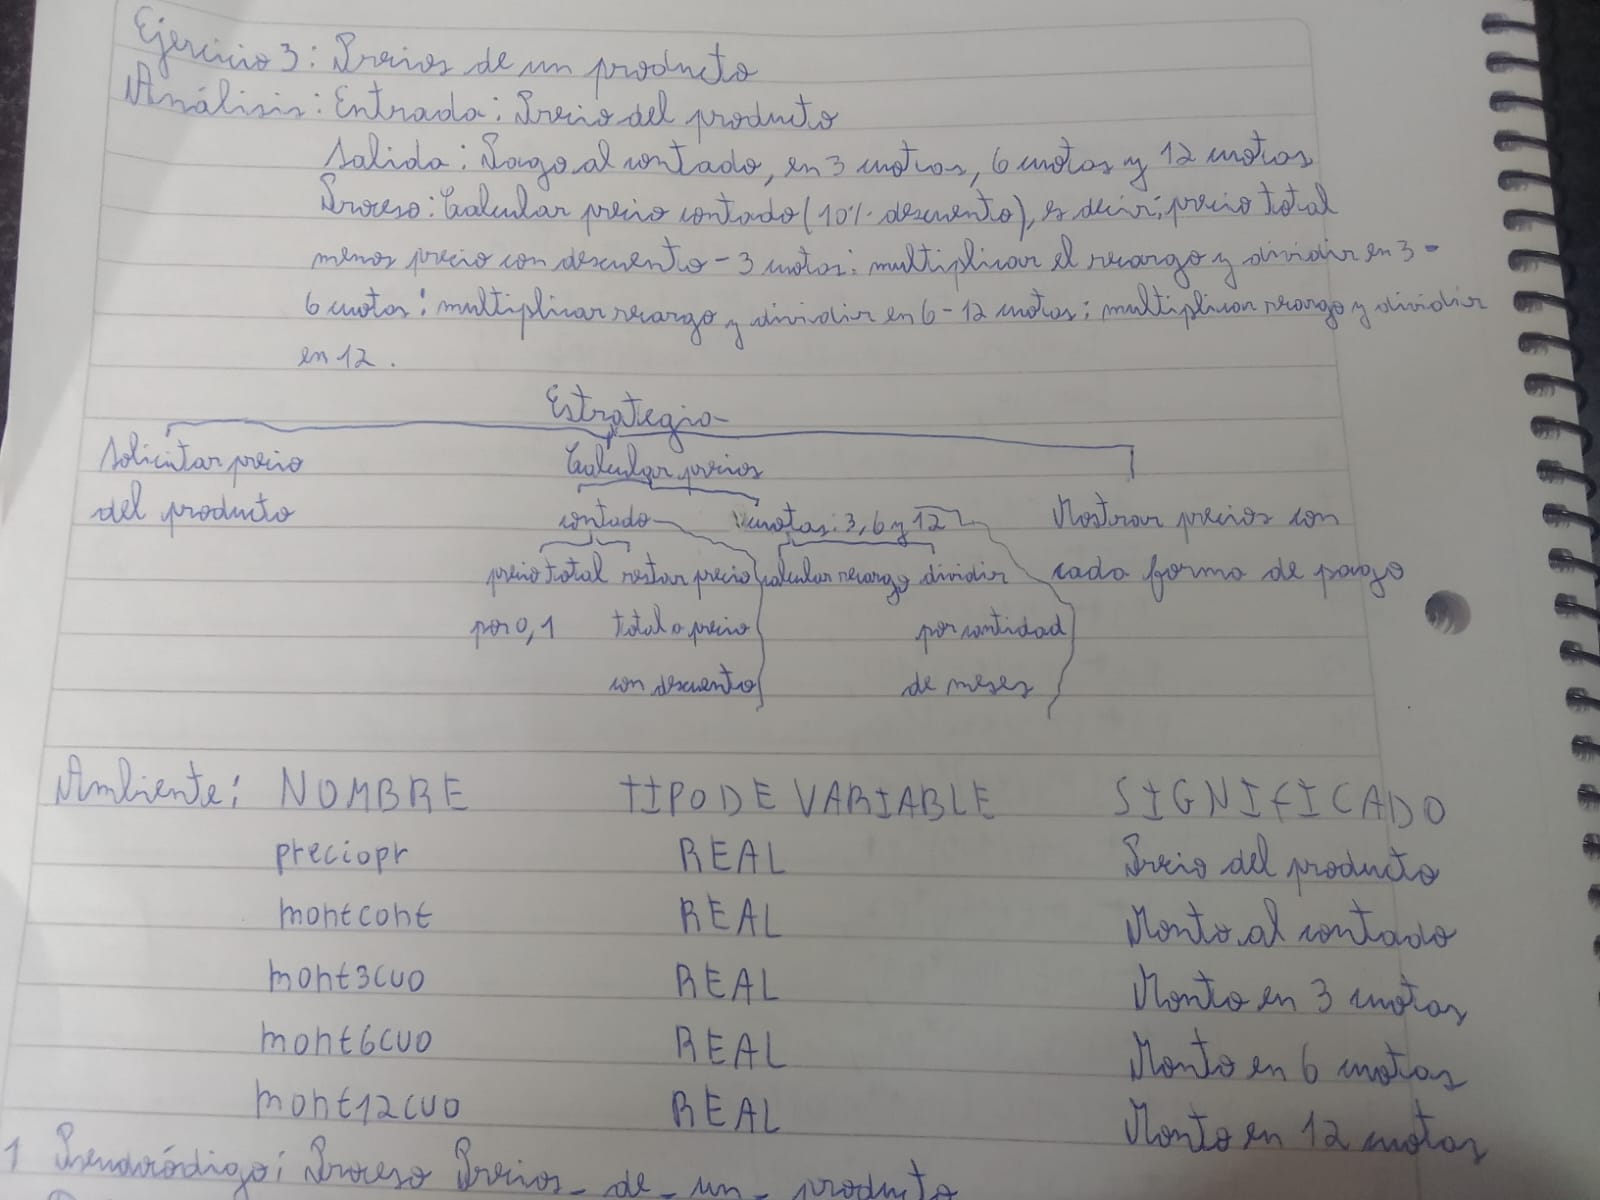 Ejercicio 3: Precios de un producto
Análisis: Entrada: Precio del producto
Salida: Pago al contado, en 3 cuotas, 6 cuotas y 12 cuotas
Proceso: Calcular precio contado (10% descuento), es decir; precio total
menos precio con descuento - 3 cuotas: multiplicar el recargo y dividir en 3 -
6 cuotas: multiplicar recargo y dividir en 6 - 12 cuotas: multiplicar recargo y dividir
en 12.
Estrategia
Solicitar precio
del producto
Calcular precios
contado
cuotas: 3, 6 y 12
precio total
por 0,1
restar precio
total a precio
con descuento
calcular recargo
dividir
por cantidad
de meses
Mostrar precios con
cada forma de pago
Ambiente: NOMBRE TIPO DE VARIABLE SIGNIFICADO
preciopr REAL Precio del producto
montcont REAL Monto al contado
mont3cuo REAL Monto en 3 cuotas
mont6cuo REAL Monto en 6 cuotas
mont12cuo REAL Monto en 12 cuotas
1 Pseudocódigo: Proceso Precios_de_un_producto